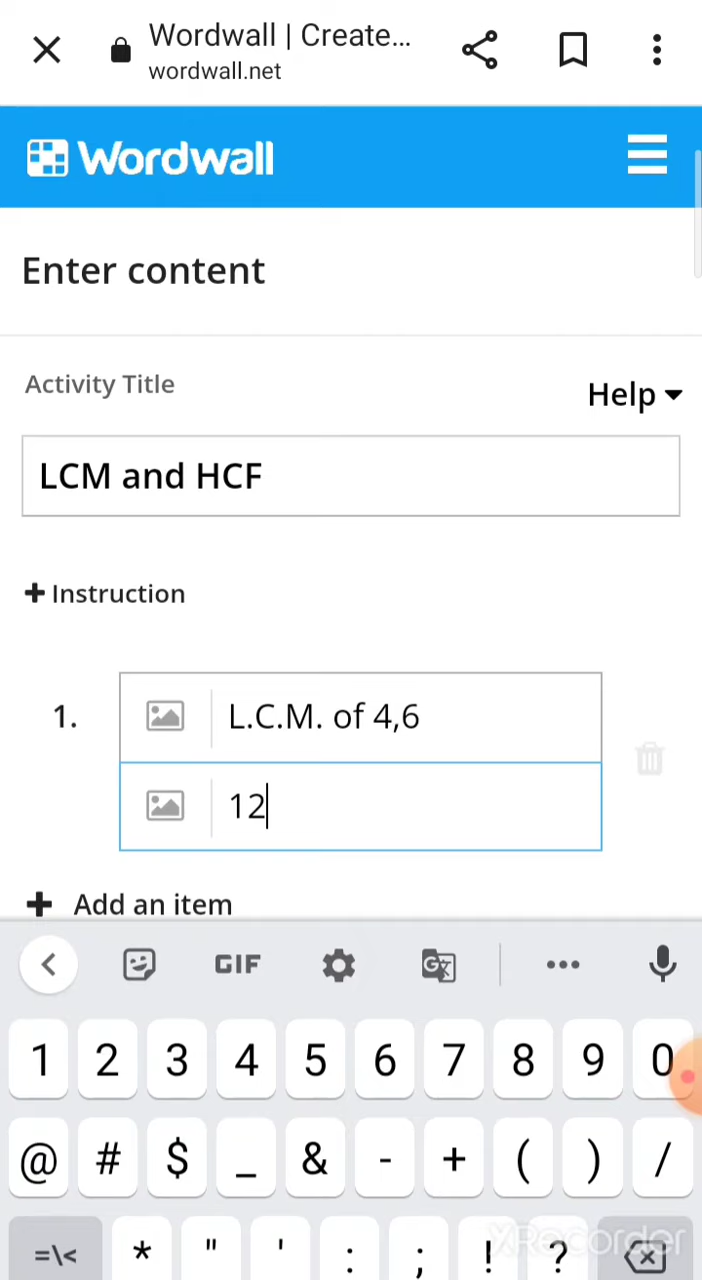 Wordwall | Create...
wordwall.net
Wordwall
Enter content
Activity Title
Help
LCM and HCF
+ Instruction
1.
L.C.M. of 4,6
12
+ Add an item
GIF
G
1 2 3 4 5 6 7 8 9 0
@ # $ _ & - + ( ) /
=\< * " ' : ; ! ?
XRecorder